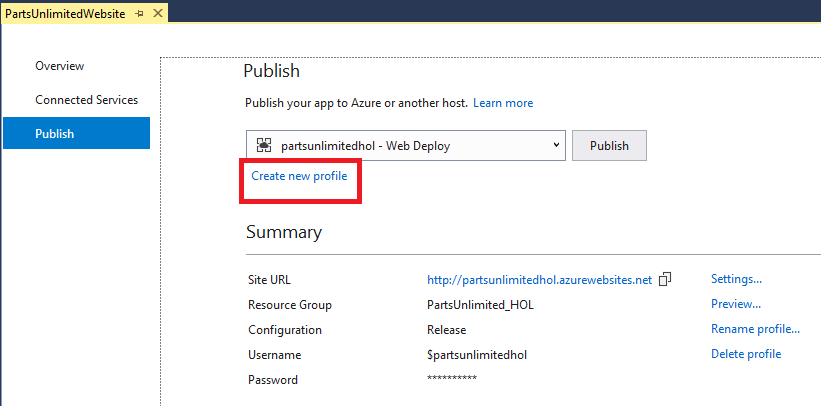 PartsUnlimitedWebsite
Overview
Connected Services
Publish
Publish
Publish your app to Azure or another host. Learn more
partsunlimitedhol - Web Deploy Publish
Create new profile
Summary
Site URL http://partsunlimitedhol.azurewebsites.net Settings...
Resource Group PartsUnlimited_HOL Preview...
Configuration Release Rename profile...
Username $partsunlimitedhol Delete profile
Password **********